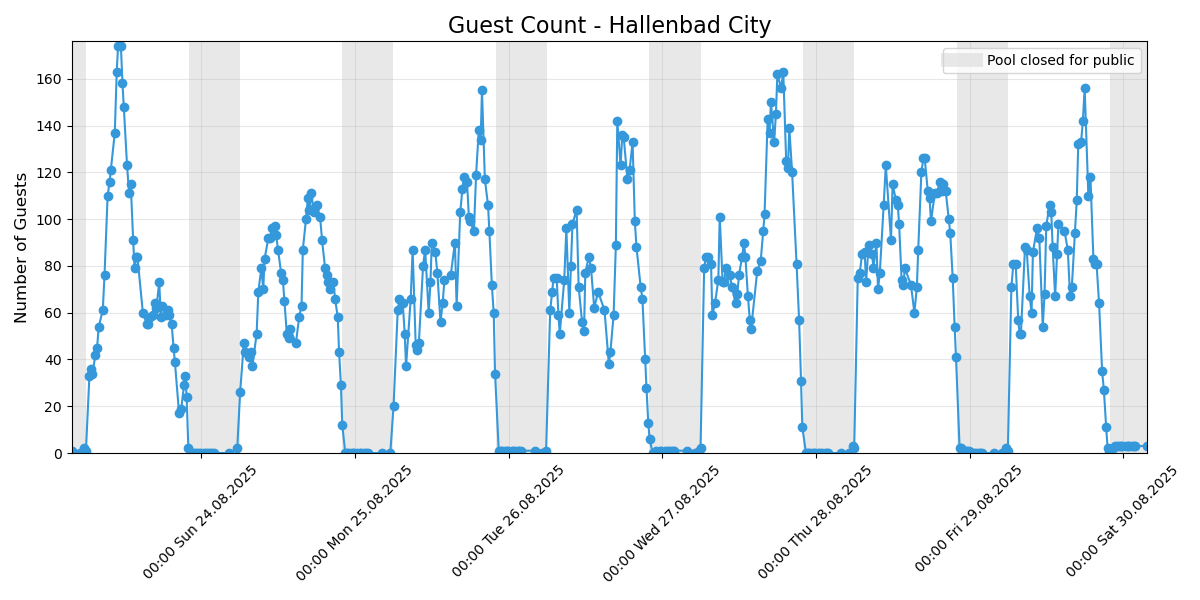 Guest Count - Hallenbad City
Pool closed for public
Number of Guests
160
140
120
100
80
60
40
20
0
00:00 Sun 24.08.2025
00:00 Mon 25.08.2025
00:00 Tue 26.08.2025
00:00 Wed 27.08.2025
00:00 Thu 28.08.2025
00:00 Fri 29.08.2025
00:00 Sat 30.08.2025